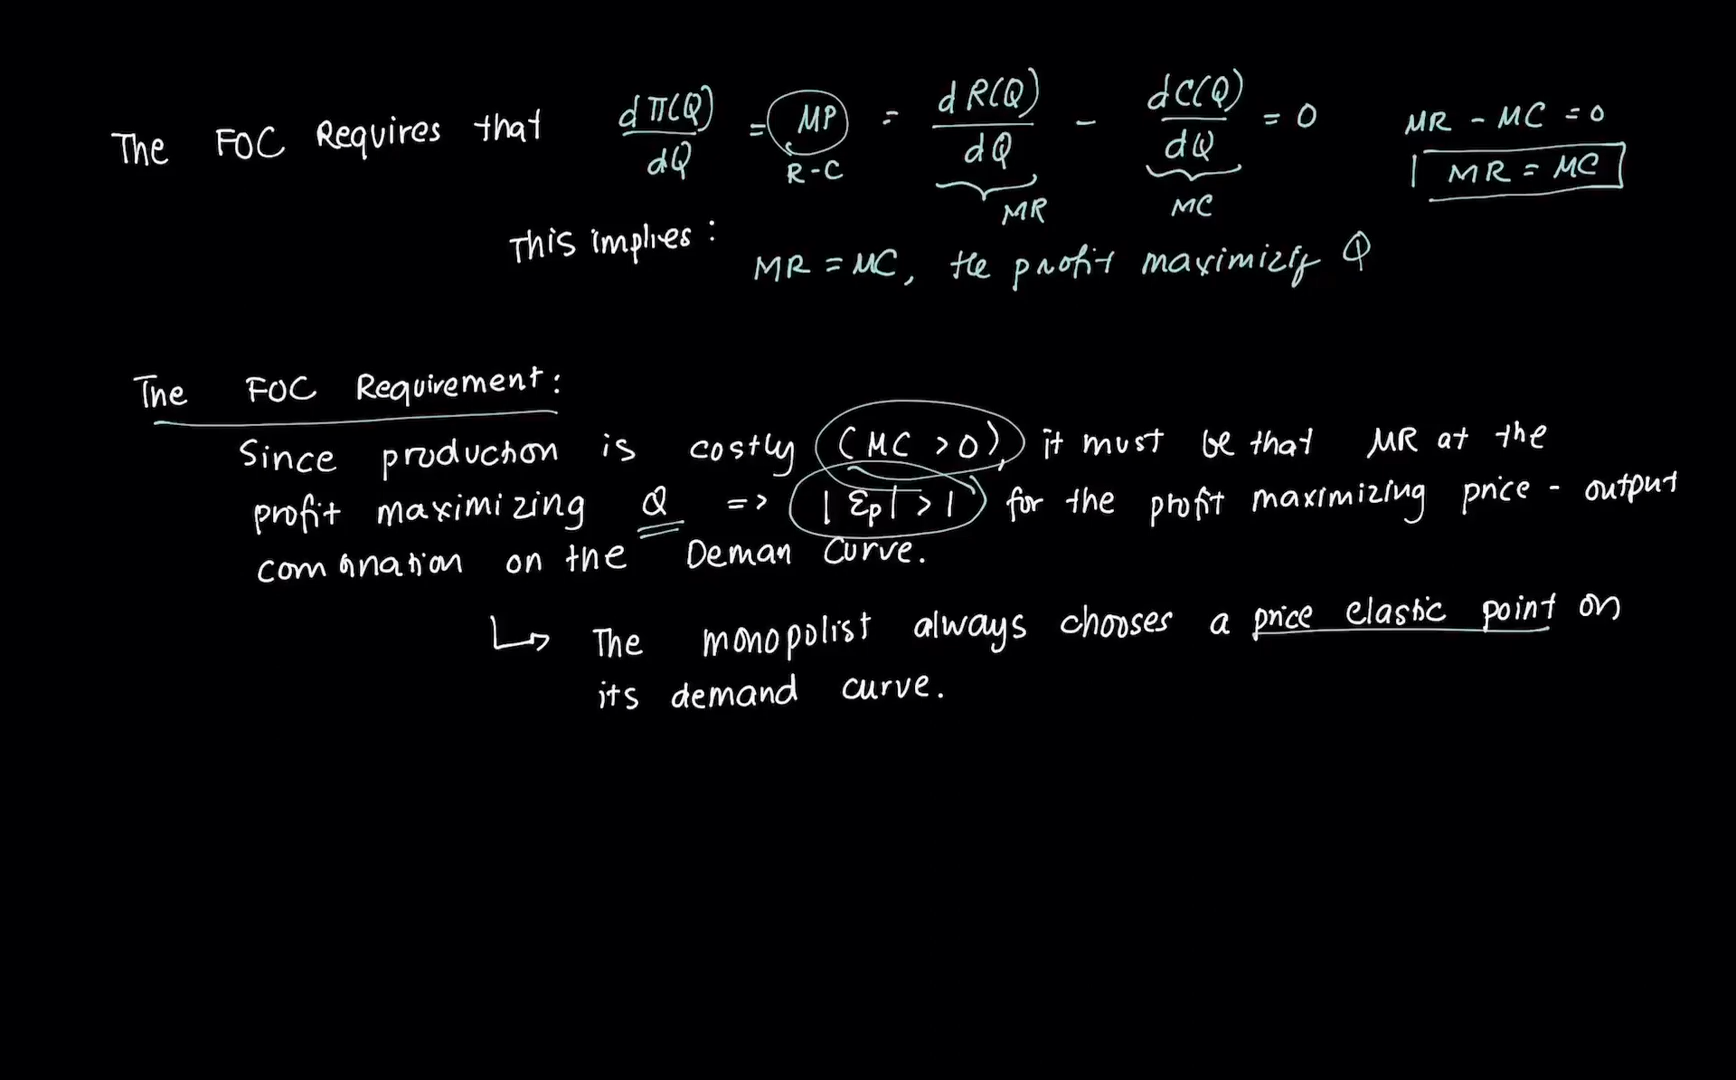 The FOC Requires that dπ(Q)/dQ = MP = dR(Q)/dQ - dC(Q)/dQ = 0 MR - MC = 0
R-C MR MC MR = MC
This implies: MR = MC, the profit maximizing Q
The FOC Requirement:
Since production is costly (MC > 0), it must be that MR at the
profit maximizing Q => |Ɛp| > 1 for the profit maximizing price - output
combination on the Deman Curve.
↳ The monopolist always chooses a price elastic point on
its demand curve.